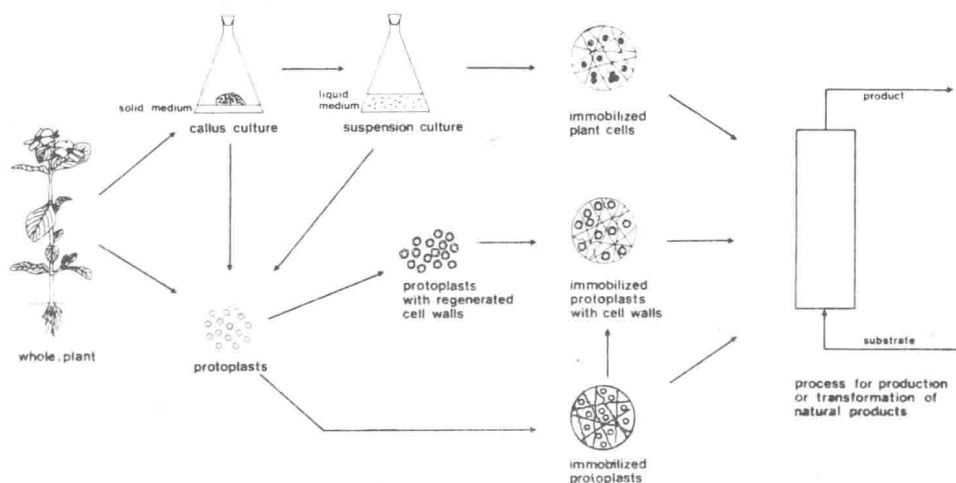 solid medium
callus culture
liquid
medium
suspension culture
immobilized
plant cells
product
whole plant
protoplasts
protoplasts
with regenerated
cell walls
immobilized
protoplasts
with cell walls
immobilized
protoplasts
substrate
process for production
or transformation of
natural products